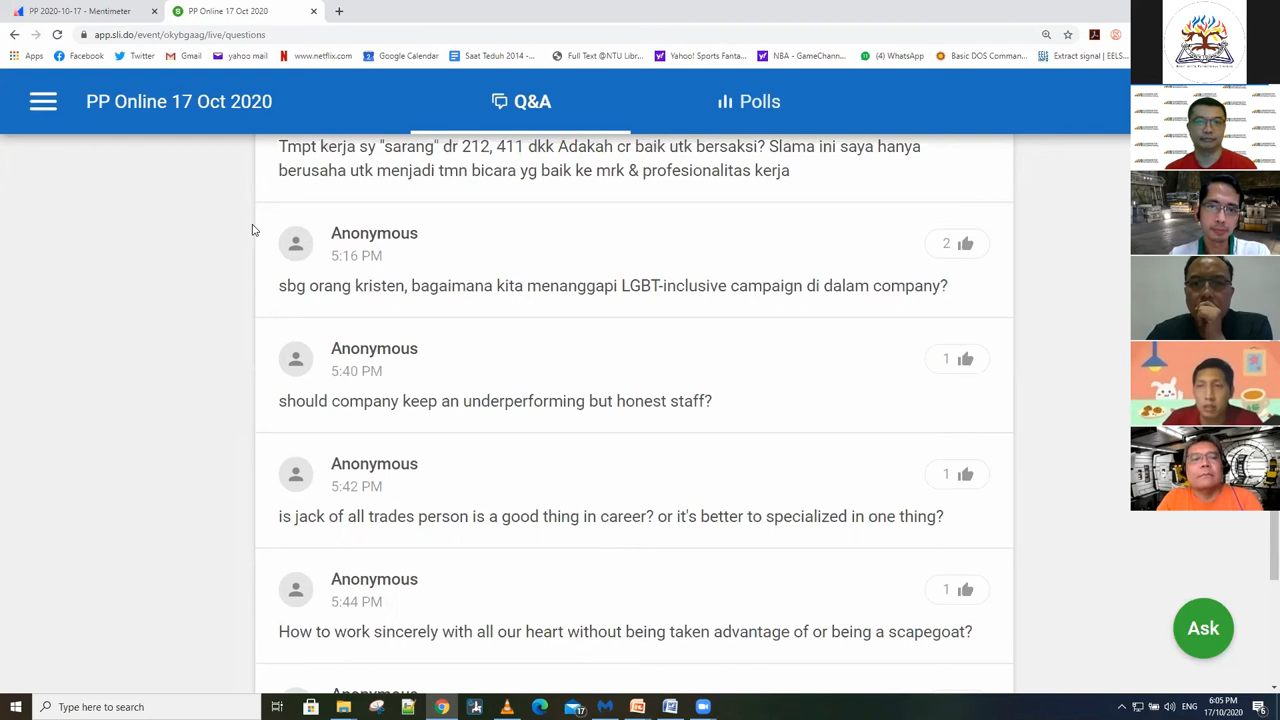 PP 2020-10-17 - Mentimeter
PP Online 17 Oct 2020
app.sli.do/event/okybgaag/live/questions
Apps
Facebook
Twitter
Gmail
yahoo mail
www.netflix.com
Google Calendar
Saat Teduh 2014 -...
Full Text @NTU Libr...
Yahoo! Sports Fanta...
NBA - GameChann...
(4) WhatsApp
Basic DOS Comman...
Extract signal | EELS...
PP Online 17 Oct 2020
Q&A
Polls
Tmpt kerja sy "sarang" dr 212, 411 dkk Adakah cr baik utk bersaksi? Slama ini saya hanya
berusaha utk menjadi tmn bicara yg baik ke mrk & profesionalitas kerja
Anonymous
5:16 PM
2
sbg orang kristen, bagaimana kita menanggapi LGBT-inclusive campaign di dalam company?
Anonymous
5:40 PM
1
should company keep an underperforming but honest staff?
Anonymous
5:42 PM
1
is jack of all trades person is a good thing in career? or it's better to specialized in one thing?
Anonymous
5:44 PM
1
How to work sincerely with all our heart without being taken advantage of or being a scapegoat?
Anonymous
Ask
Type here to search
ENG
6:05 PM
17/10/2020